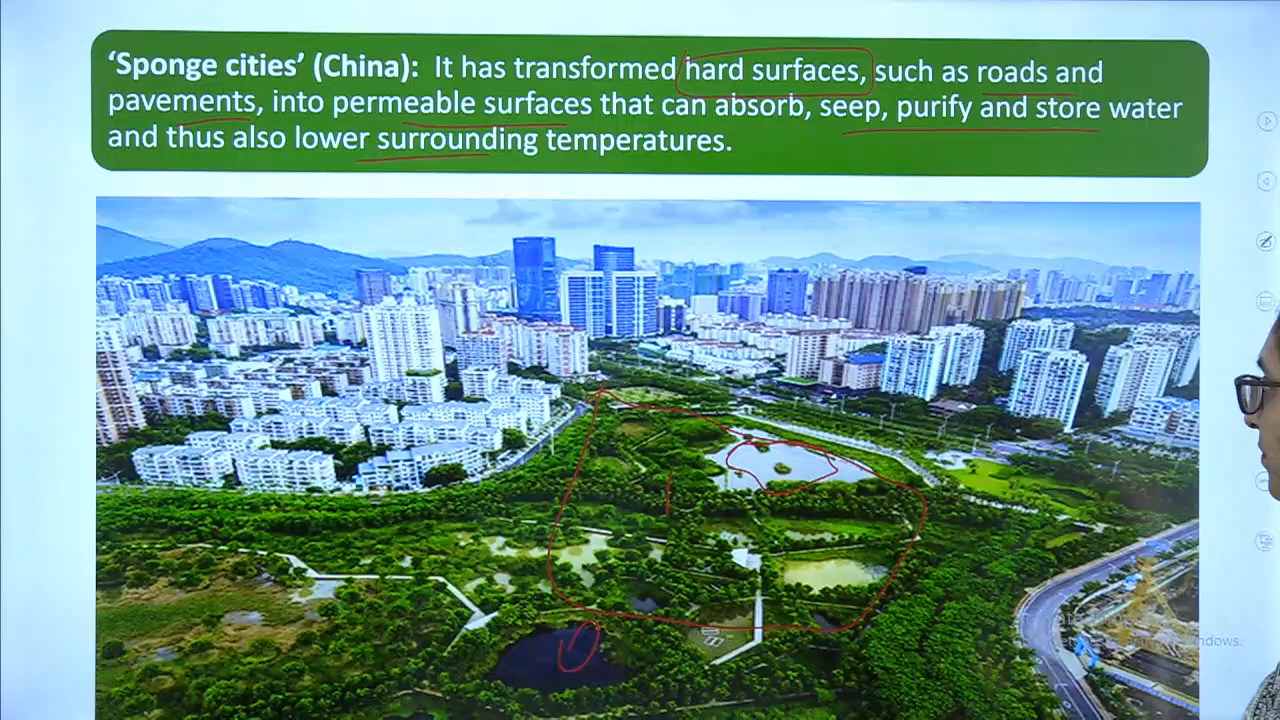 ‘Sponge cities’ (China): It has transformed hard surfaces, such as roads and
pavements, into permeable surfaces that can absorb, seep, purify and store water
and thus also lower surrounding temperatures.